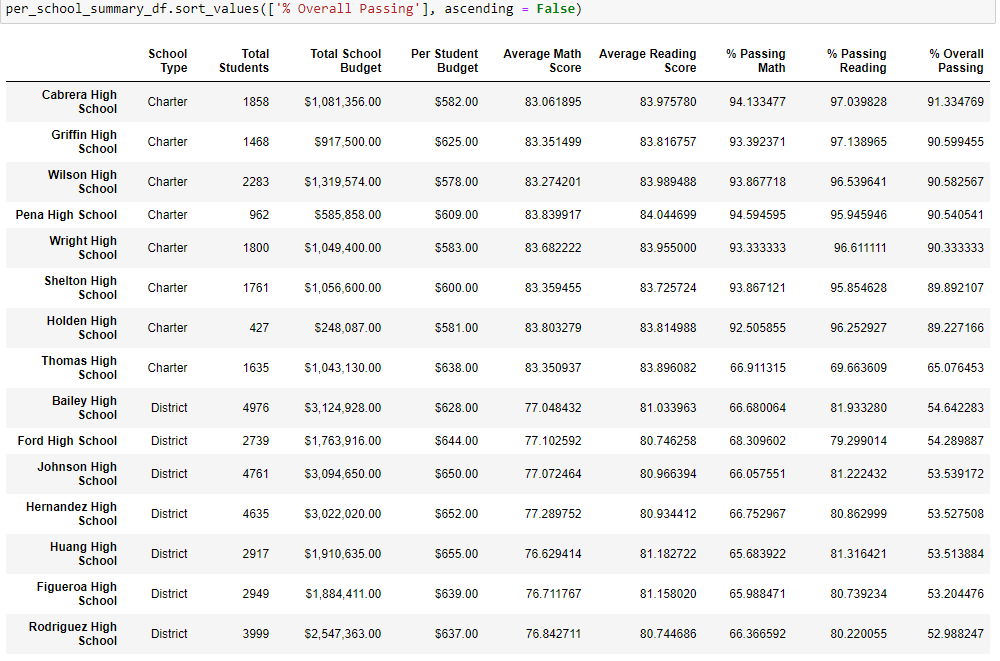 per_school_summary_df.sort_values(['% Overall Passing'], ascending = False)
School Type Total Students Total School Budget Per Student Budget Average Math Score Average Reading Score % Passing Math % Passing Reading % Overall Passing
Cabrera High School Charter 1858 $1,081,356.00 $582.00 83.061895 83.975780 94.133477 97.039828 91.334769
Griffin High School Charter 1468 $917,500.00 $625.00 83.351499 83.816757 93.392371 97.138965 90.599455
Wilson High School Charter 2283 $1,319,574.00 $578.00 83.274201 83.989488 93.867718 96.539641 90.582567
Pena High School Charter 962 $585,858.00 $609.00 83.839917 84.044699 94.594595 95.945946 90.540541
Wright High School Charter 1800 $1,049,400.00 $583.00 83.682222 83.955000 93.333333 96.611111 90.333333
Shelton High School Charter 1761 $1,056,600.00 $600.00 83.359455 83.725724 93.867121 95.854628 89.892107
Holden High School Charter 427 $248,087.00 $581.00 83.803279 83.814988 92.505855 96.252927 89.227166
Thomas High School Charter 1635 $1,043,130.00 $638.00 83.350937 83.896082 66.911315 69.663609 65.076453
Bailey High School District 4976 $3,124,928.00 $628.00 77.048432 81.033963 66.680064 81.933280 54.642283
Ford High School District 2739 $1,763,916.00 $644.00 77.102592 80.746258 68.309602 79.299014 54.289887
Johnson High School District 4761 $3,094,650.00 $650.00 77.072464 80.966394 66.057551 81.222432 53.539172
Hernandez High School District 4635 $3,022,020.00 $652.00 77.289752 80.934412 66.752967 80.862999 53.527508
Huang High School District 2917 $1,910,635.00 $655.00 76.629414 81.182722 65.683922 81.316421 53.513884
Figueroa High School District 2949 $1,884,411.00 $639.00 76.711767 81.158020 65.988471 80.739234 53.204476
Rodriguez High School District 3999 $2,547,363.00 $637.00 76.842711 80.744686 66.366592 80.220055 52.988247